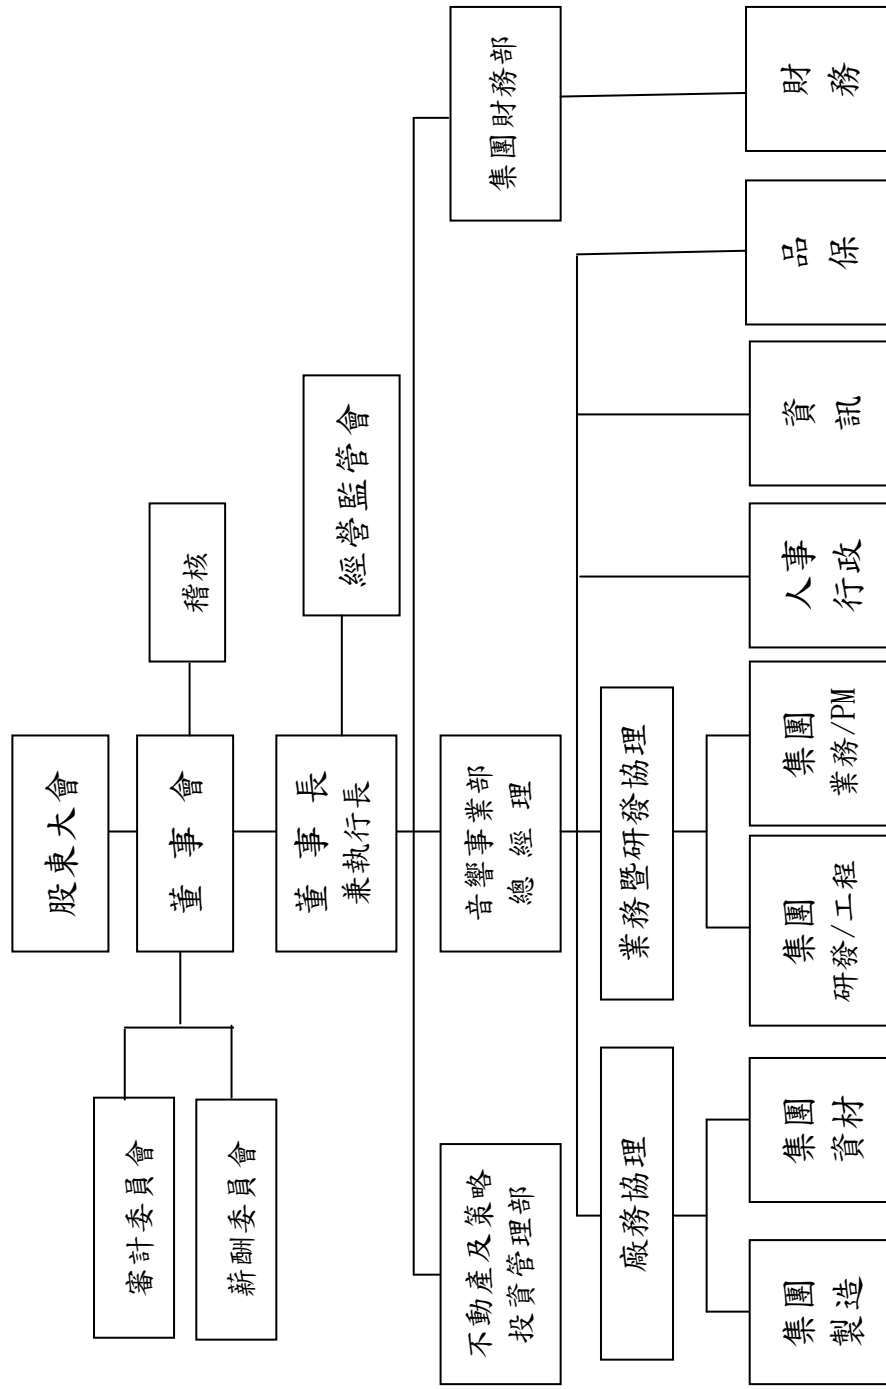 股東大會
稽核
董事會
審計委員會
薪酬委員會
董事長
兼執行長
經營監管會
不動產及策略
投資管理部
音響事業部
總經理
集團財務部
廠務協理
業務暨研發協理
集團
製造
集團
資材
集團
研發/工程
集團
業務/PM
人事
行政
資訊
品保
財務